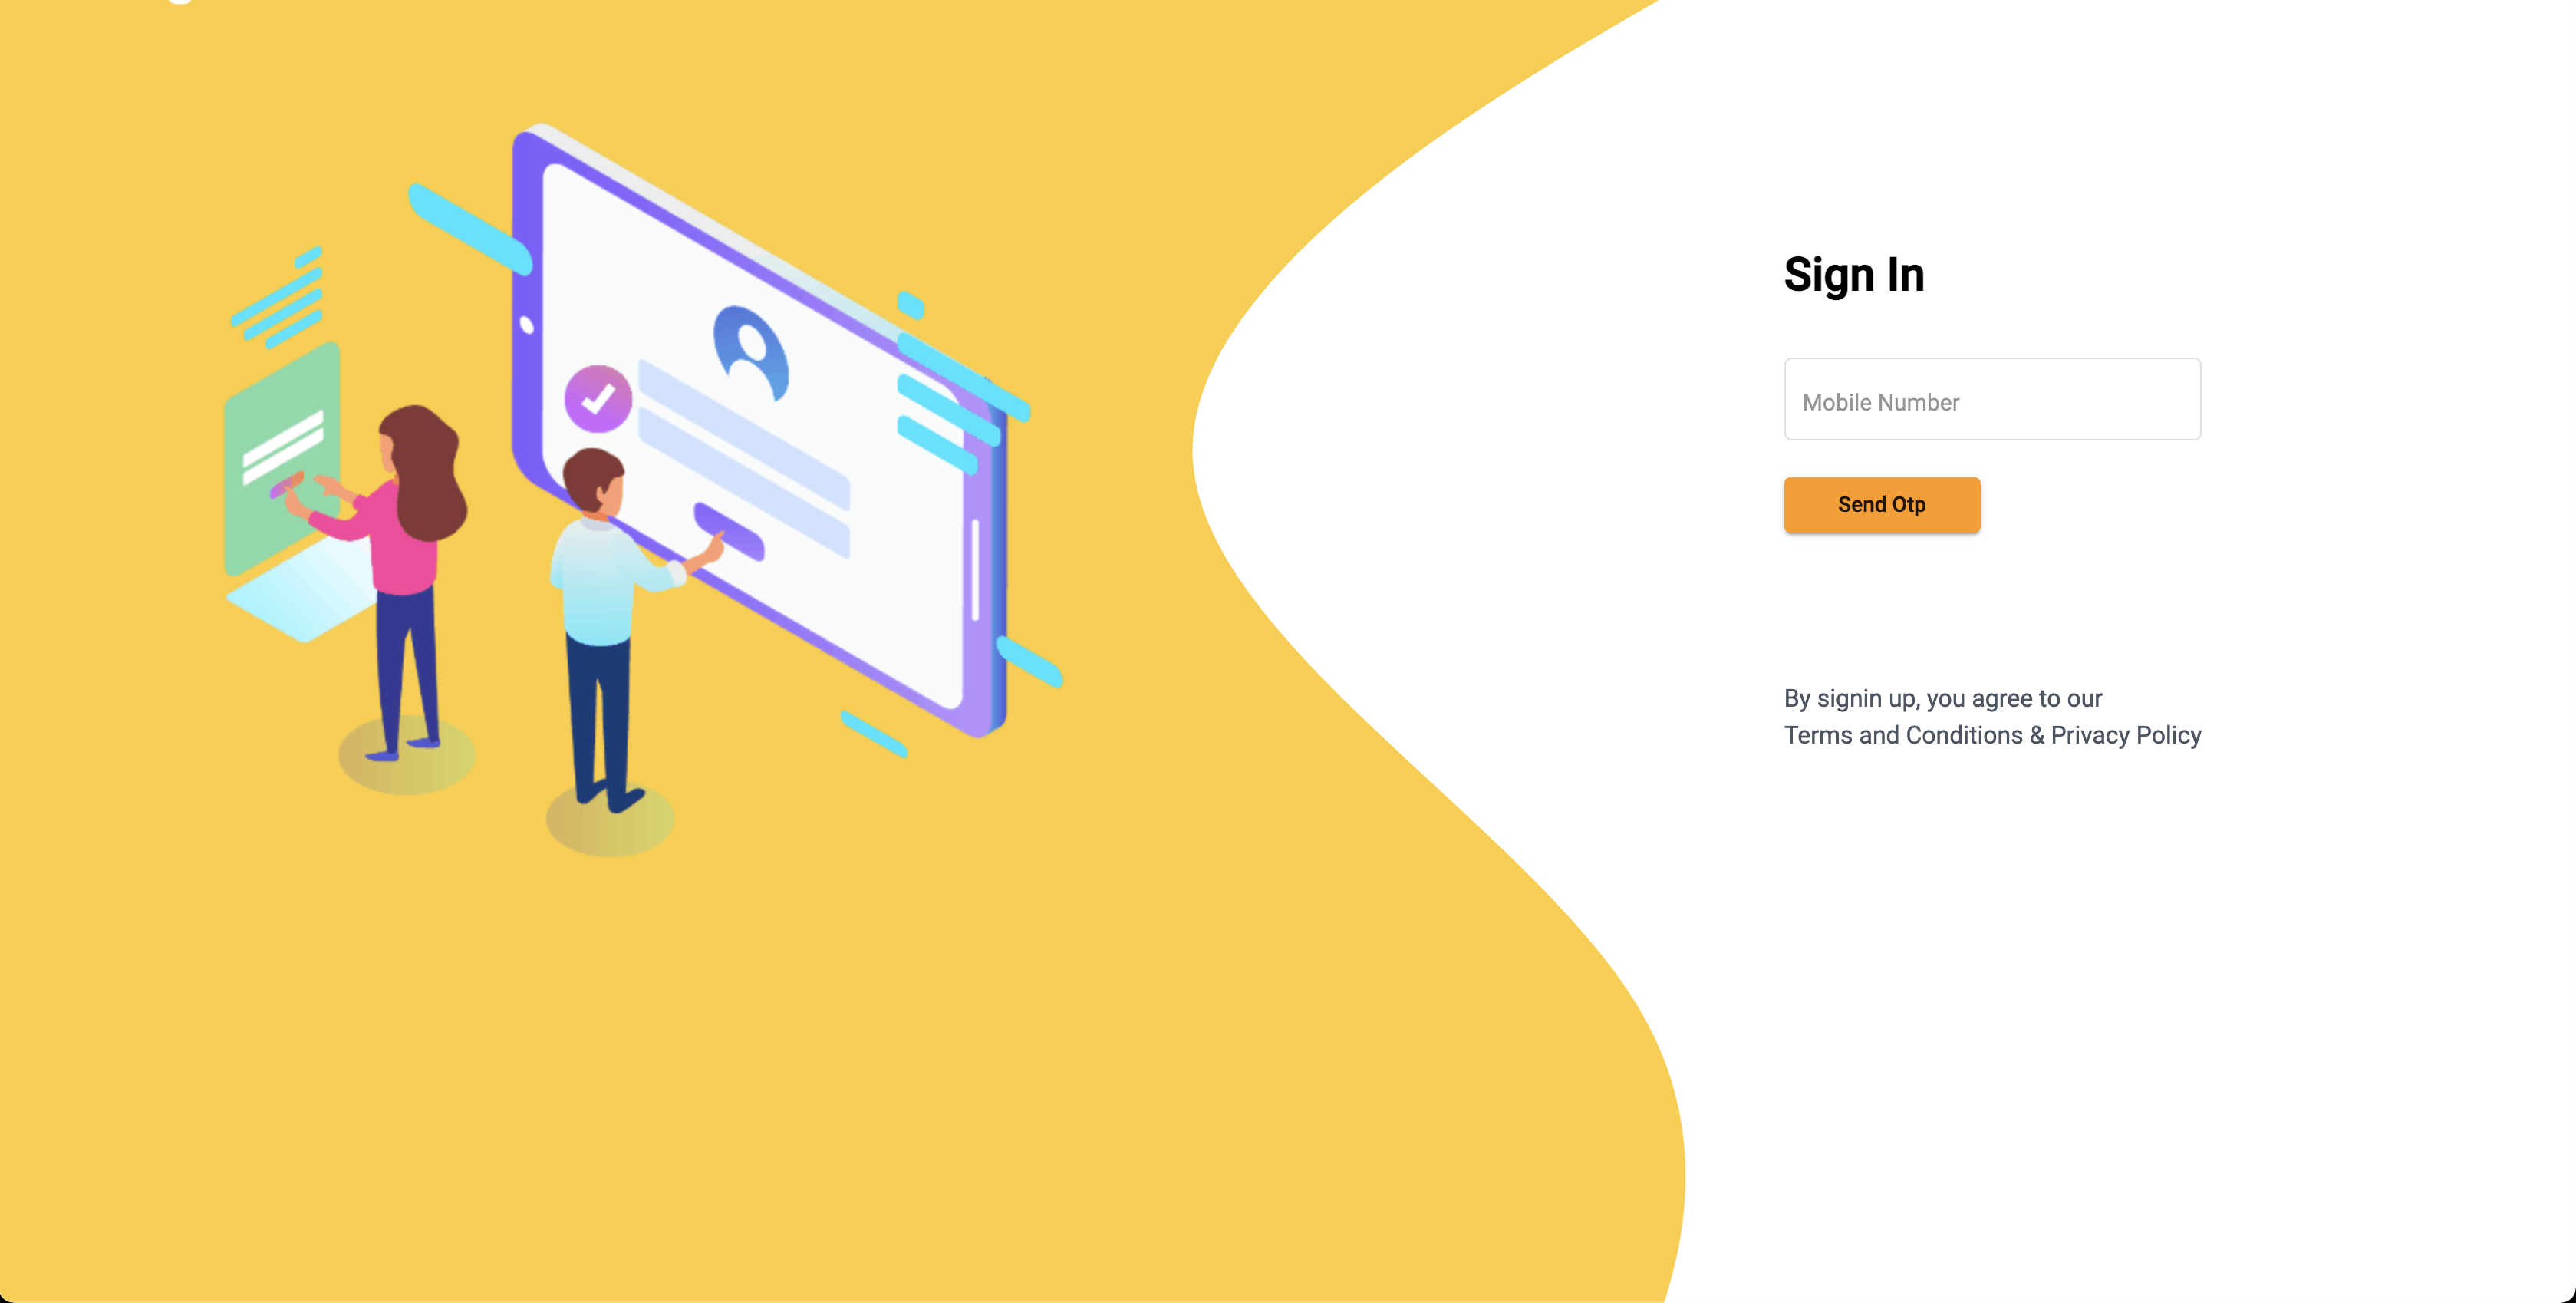 Sign In
Mobile Number
Send Otp
By signin up, you agree to our
Terms and Conditions & Privacy Policy